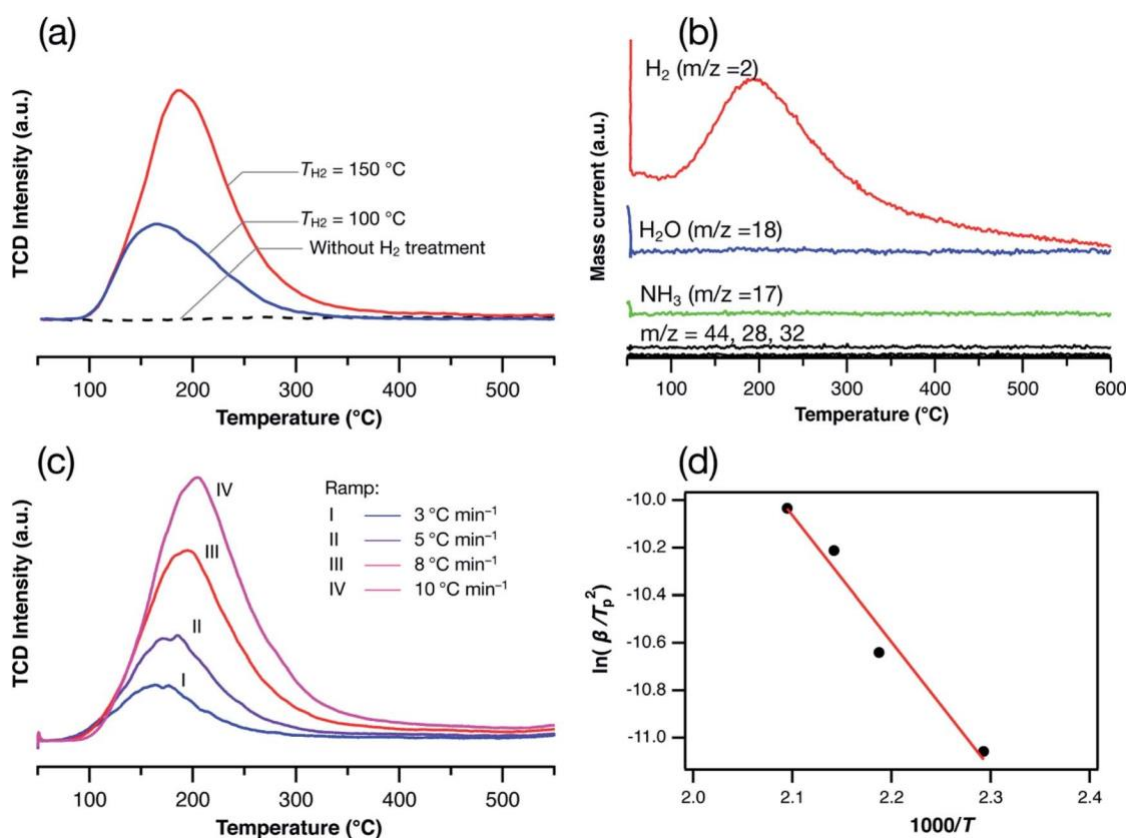 (a)
TCD Intensity (a.u.)
T_H2 = 150 °C
T_H2 = 100 °C
Without H₂ treatment
100 200 300 400 500
Temperature (°C)
(b)
Mass current (a.u.)
H₂ (m/z =2)
H₂O (m/z=18)
NH₃ (m/z=17)
m/z = 44, 28, 32
100 200 300 400 500 600
Temperature (°C)
(c)
TCD Intensity (a.u.)
IV
III
II
I
Ramp:
I 3 °C min⁻¹
II 5 °C min⁻¹
III 8 °C min⁻¹
IV 10 °C min⁻¹
100 200 300 400 500
Temperature (°C)
(d)
ln( β /Tₚ²)
-10.0
-10.2
-10.4
-10.6
-10.8
-11.0
2.0 2.1 2.2 2.3 2.4
1000/T